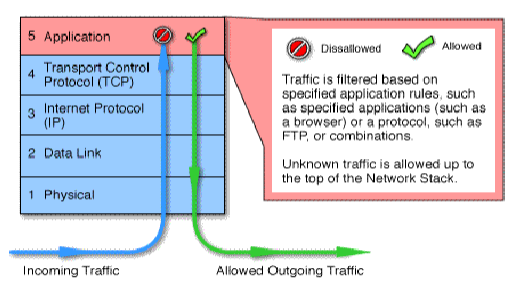 5 Application
4 Transport Control
Protocol (TCP)
3 Internet Protocol
(IP)
2 Data Link
1 Physical
Incoming Traffic
Allowed Outgoing Traffic
Dissallowed
Allowed
Traffic is filtered based on
specified application rules, such
as specified applications (such as
a browser) or a protocol, such as
FTP, or combinations.
Unknown traffic is allowed up to
the top of the Network Stack.